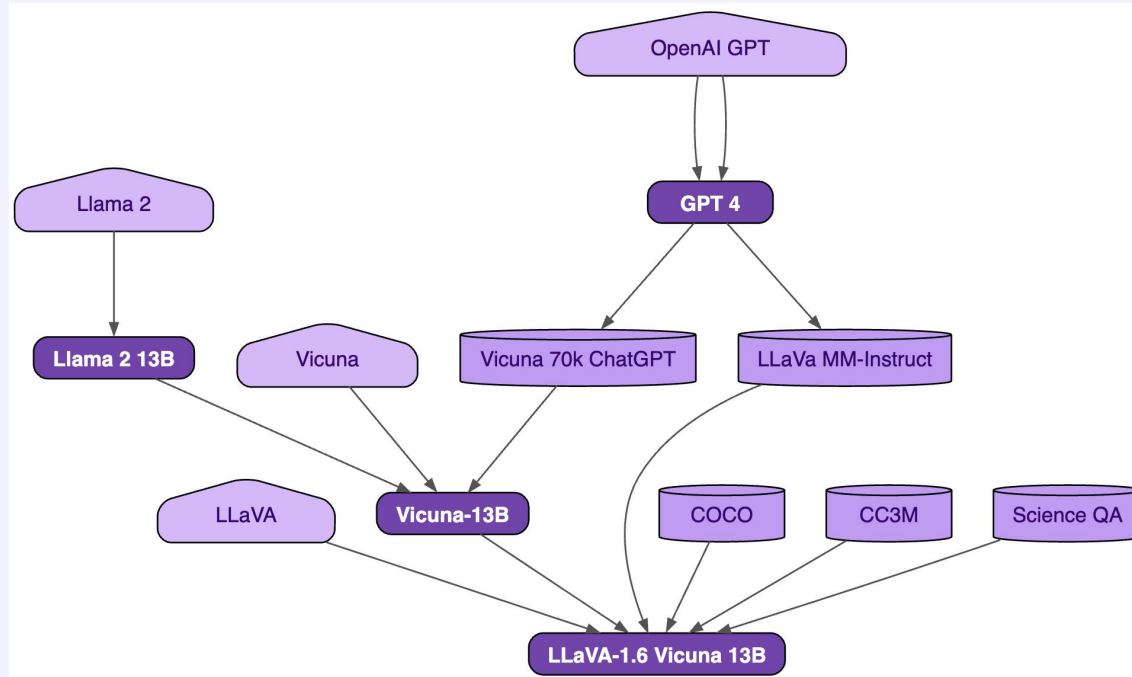 OpenAI GPT
Llama 2
GPT 4
Llama 2 13B
Vicuna
Vicuna 70k ChatGPT
LLaVa MM-Instruct
LLaVA
Vicuna-13B
COCO
CC3M
Science QA
LLaVA-1.6 Vicuna 13B